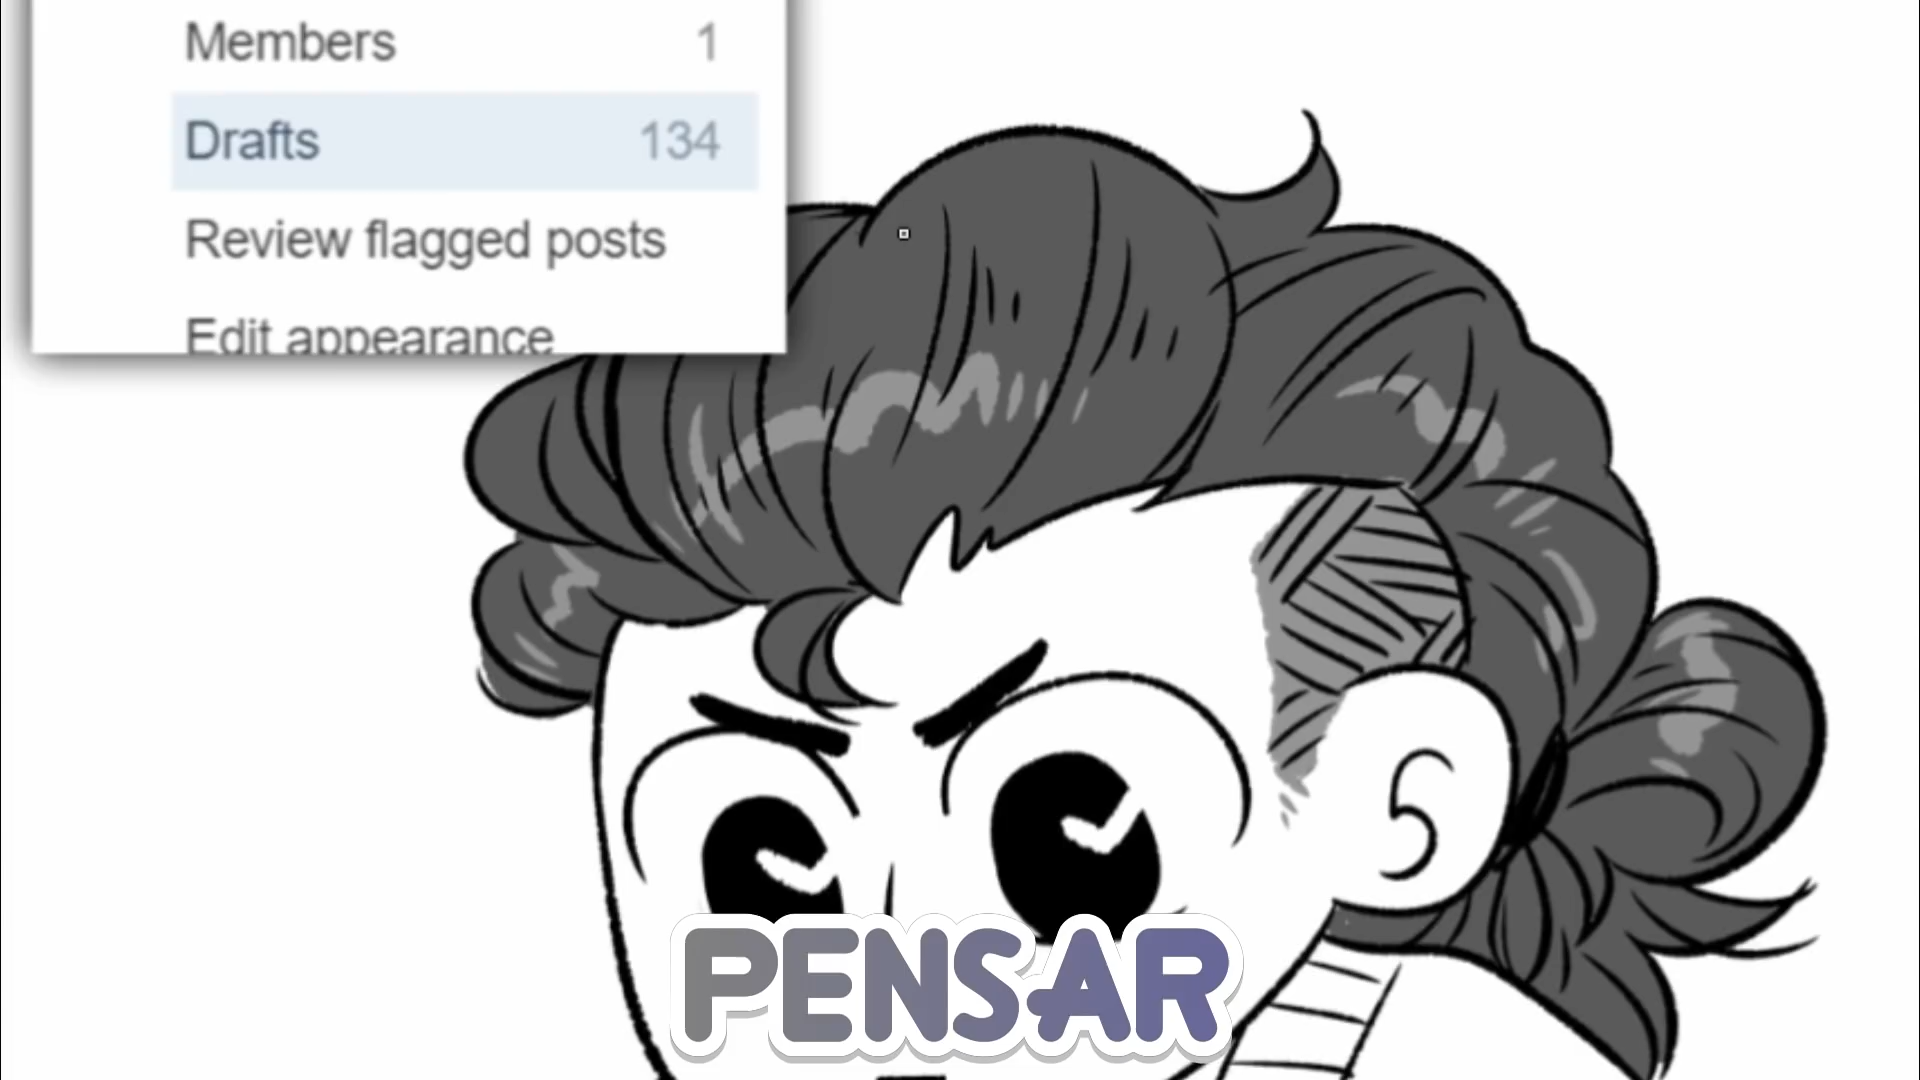 Members 1
Drafts 134
Review flagged posts
Edit appearance
PENSAR